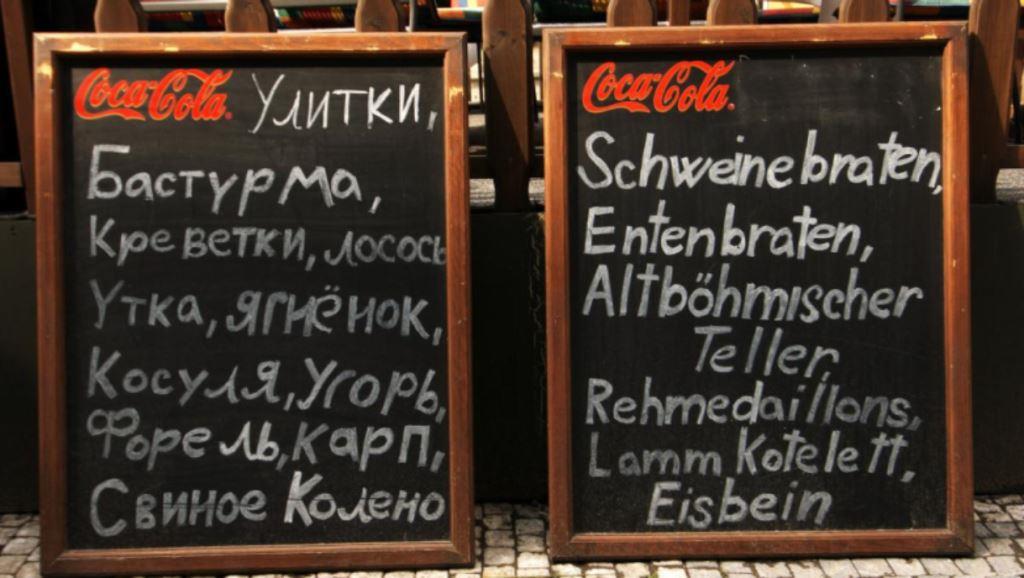 Coca-Cola. Улитки,
Бастурма,
Креветки, лосось
Утка, ягнёнок,
Косуля, Угорь,
Форель, карп,
Свиное Колено
Coca-Cola.
Schweinebraten,
Entenbraten,
Altböhmischer
Teller,
Rehmedaillons,
Lamm Kotelett,
Eisbein